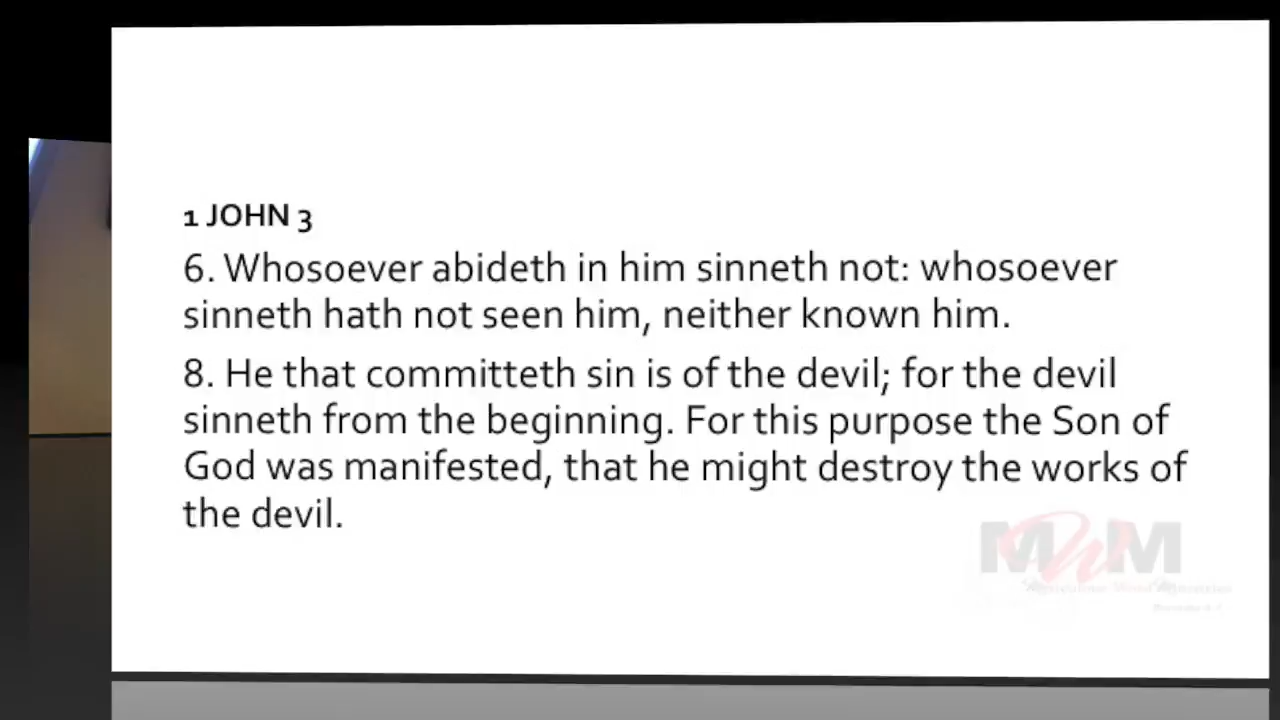 1 JOHN 3
6. Whosoever abideth in him sinneth not: whosoever
sinneth hath not seen him, neither known him.
8. He that committeth sin is of the devil; for the devil
sinneth from the beginning. For this purpose the Son of
God was manifested, that he might destroy the works of
the devil.
MWM
Word Ministries